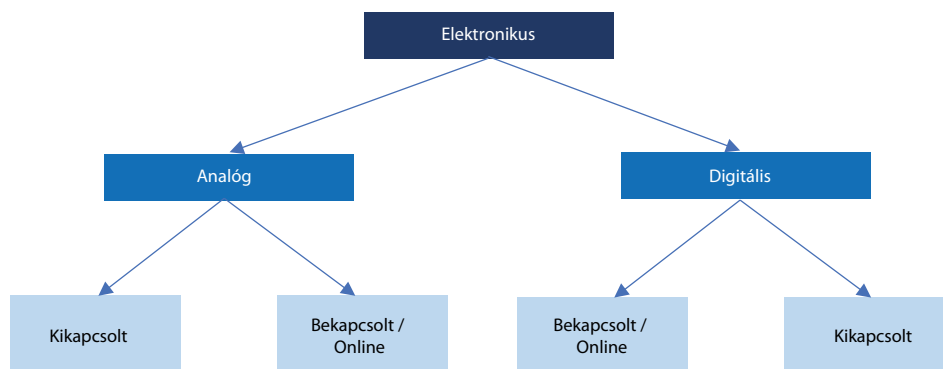 Elektronikus
Analóg
Digitális
Kikapcsolt
Bekapcsolt /
Online
Bekapcsolt /
Online
Kikapcsolt